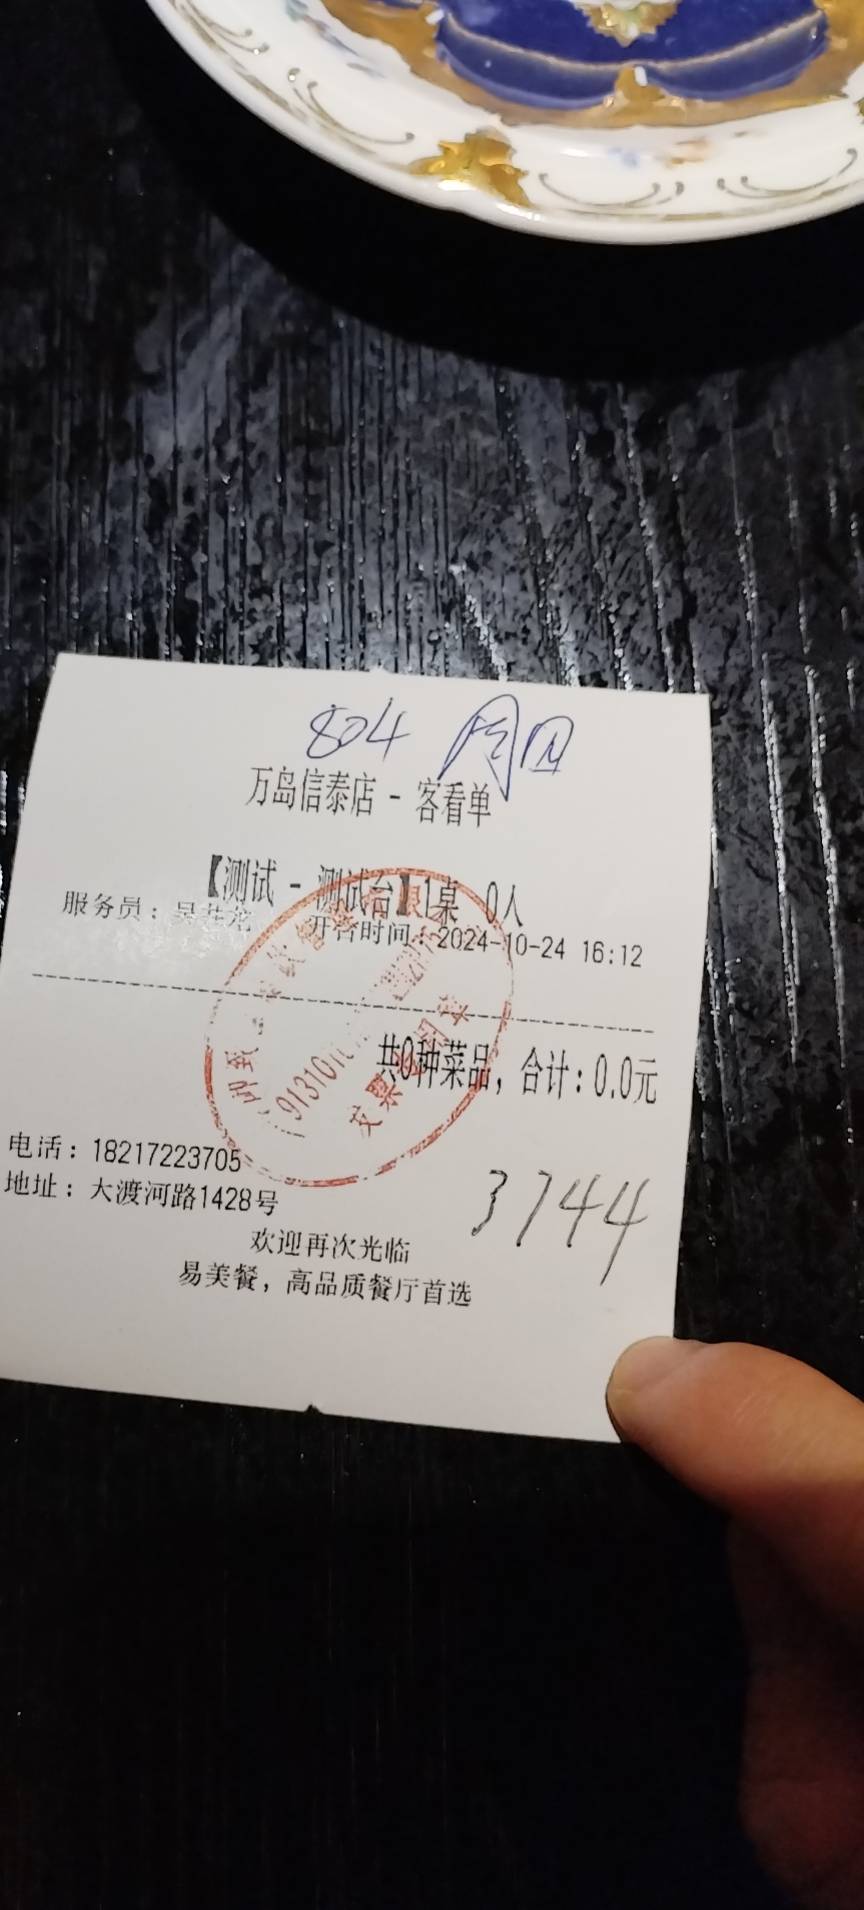 804 周四
万岛信泰店 - 客看单
【测试 - 测试台】1桌 0人
服务员：吴 开台时间：2024-10-24 16:12
共0种菜品，合计：0.0元
电话：18217223705
地址：大渡河路1428号
3744
欢迎再次光临
易美餐，高品质餐厅首选